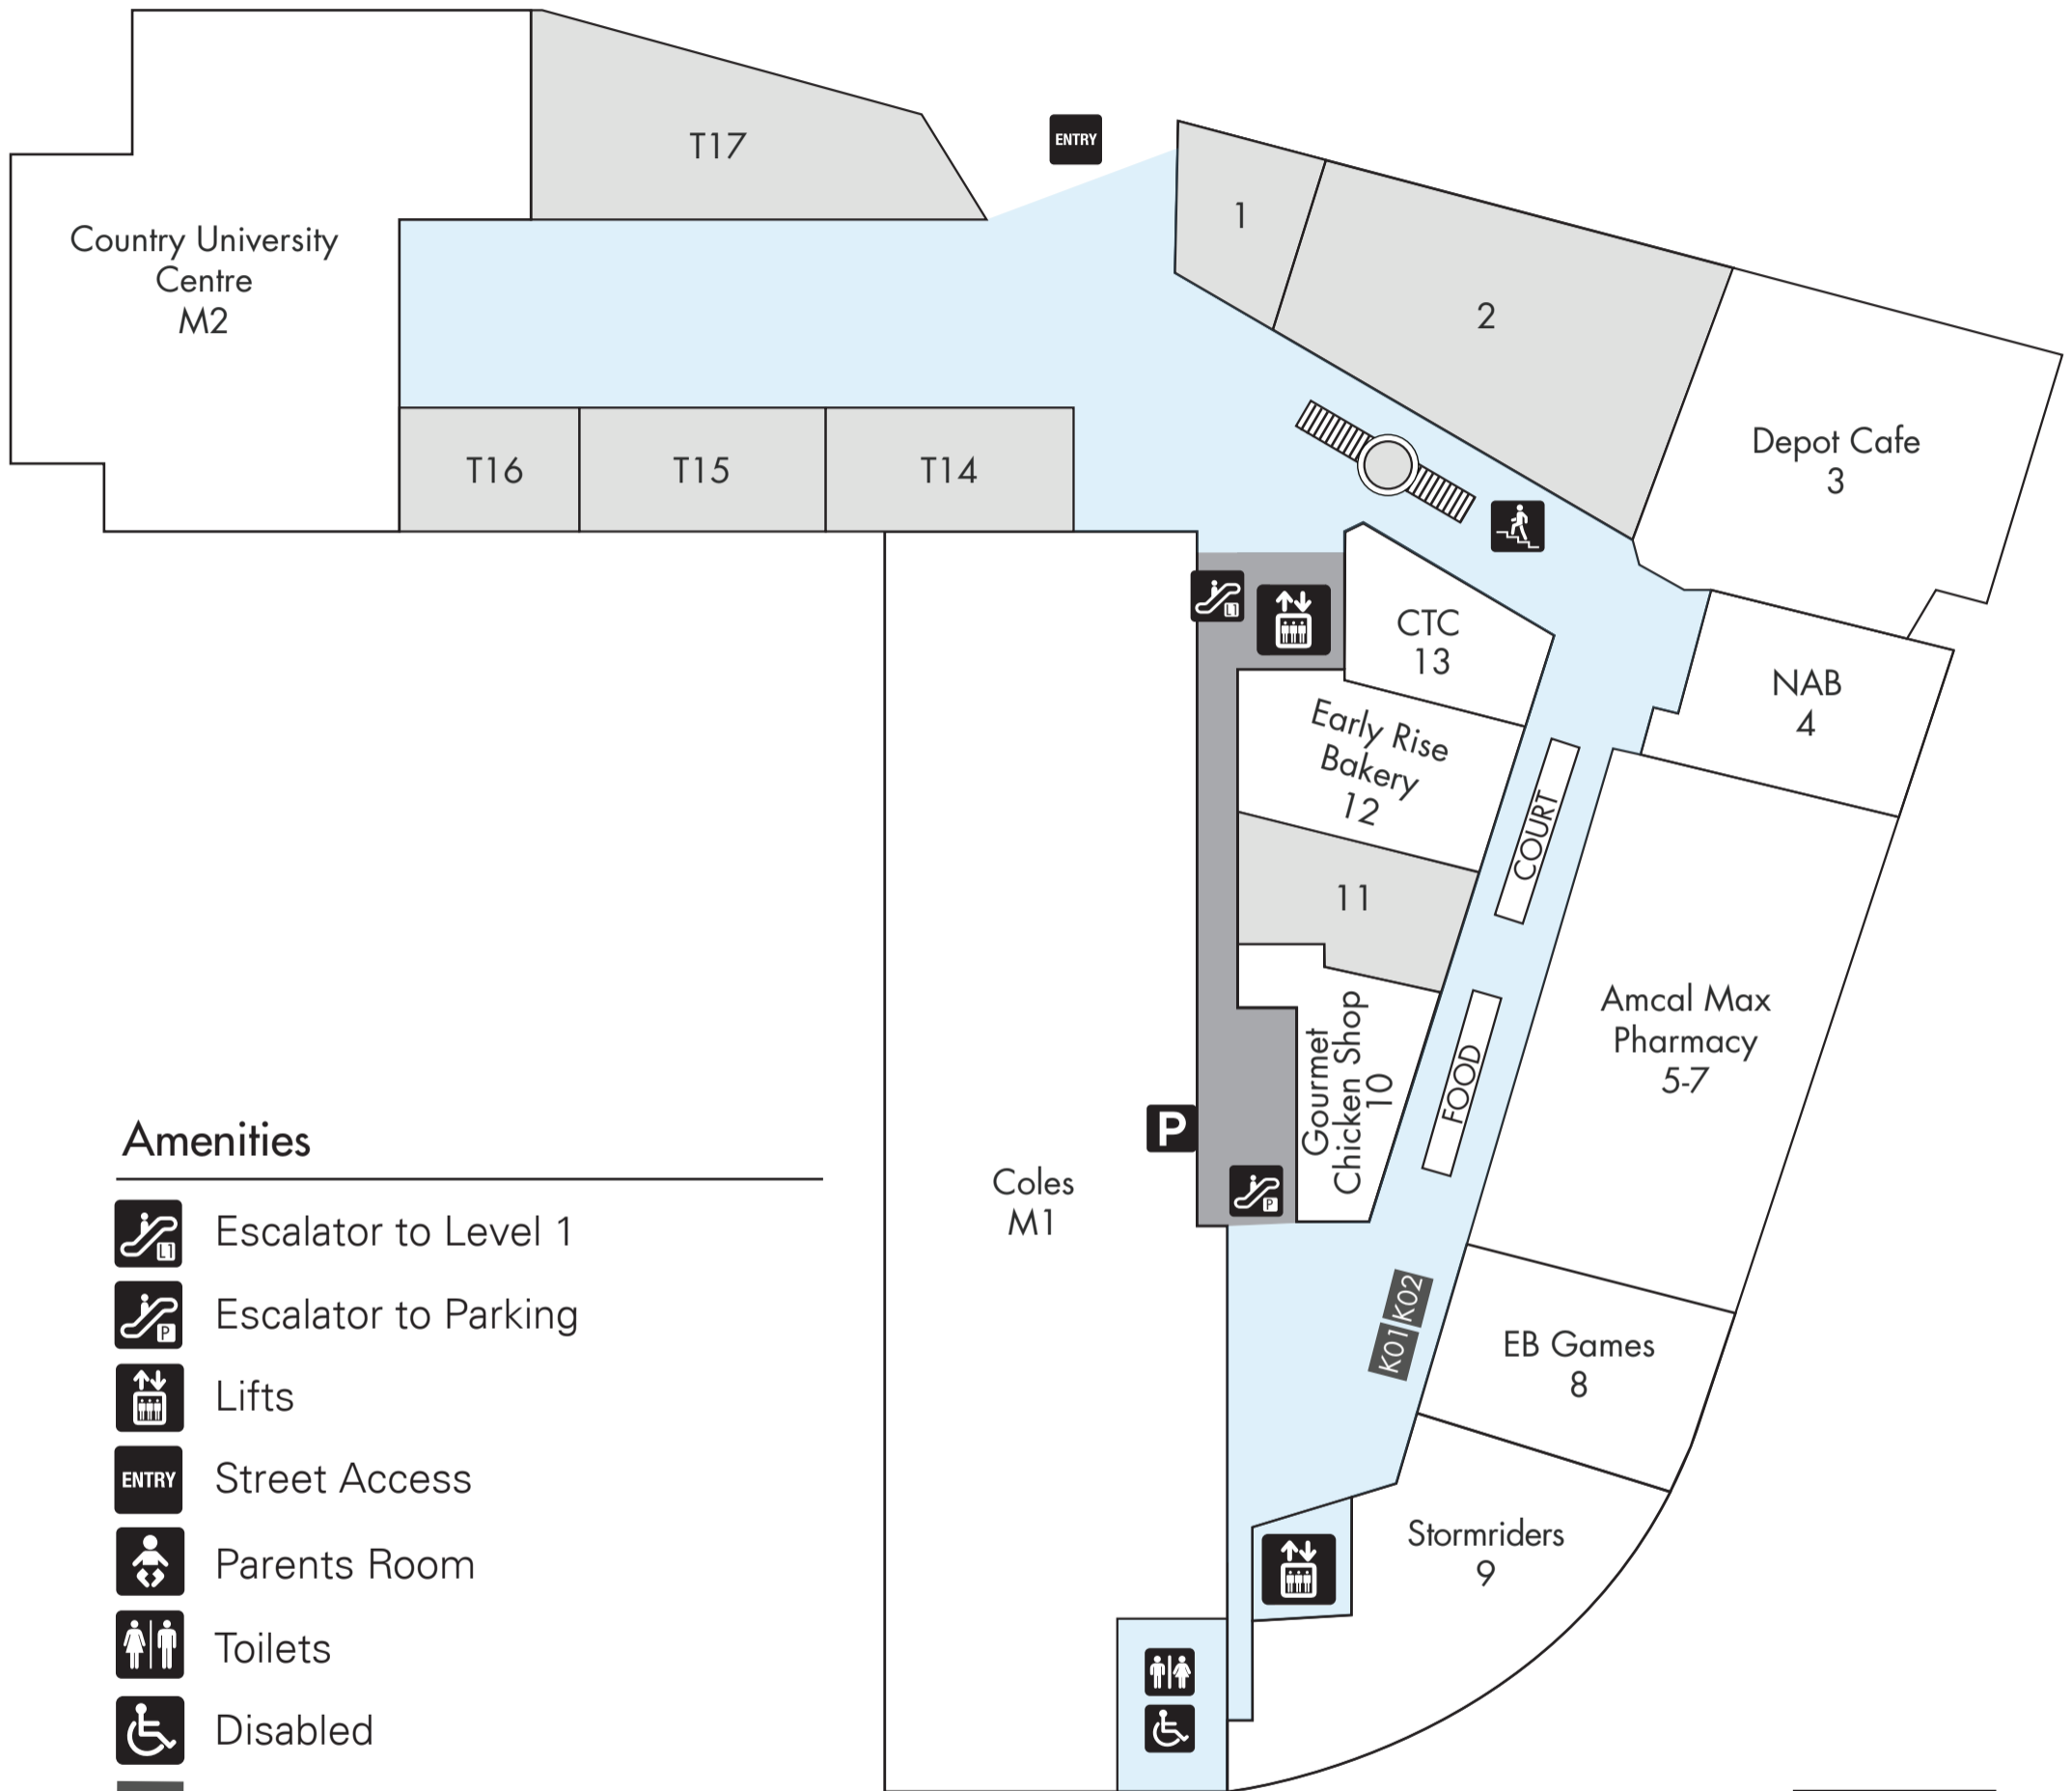 T17
ENTRY
1
Country University
Centre
M2
2
Depot Cafe
3
T16
T15
T14
L1
CTC
13
NAB
4
Early Rise
Bakery
12
COURT
11
Amcal Max
Pharmacy
5-7
Gourmet
Chicken Shop
10
FOOD
P
P
Coles
M1
K01
K02
EB Games
8
Stormriders
9
Amenities
L1
Escalator to Level 1
P
Escalator to Parking
Lifts
ENTRY
Street Access
Parents Room
Toilets
Disabled